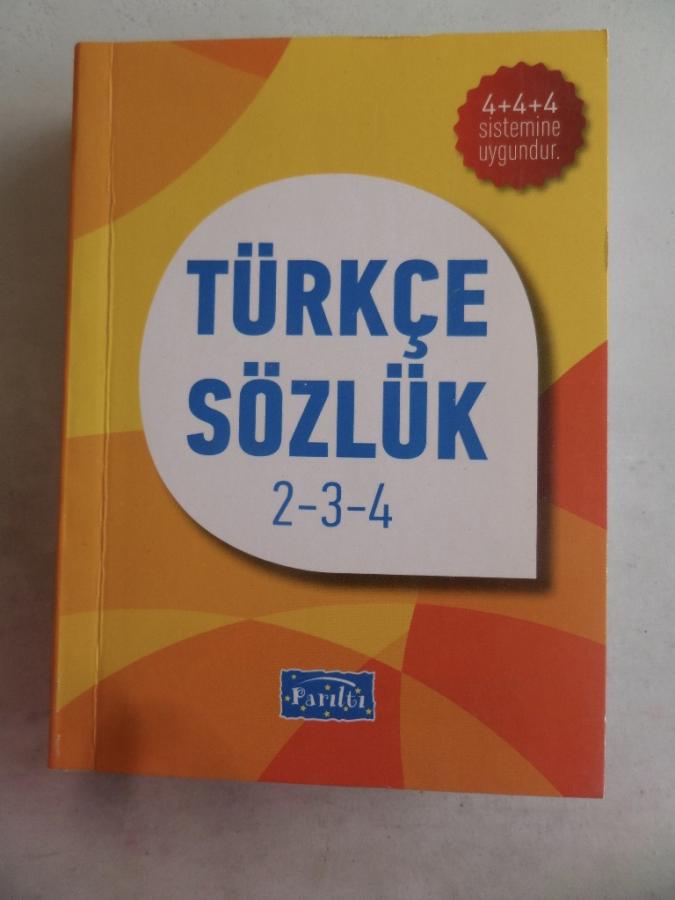 4+4+4
sistemine
uygundur.
TÜRKÇE
SÖZLÜK
2-3-4
Parıltı